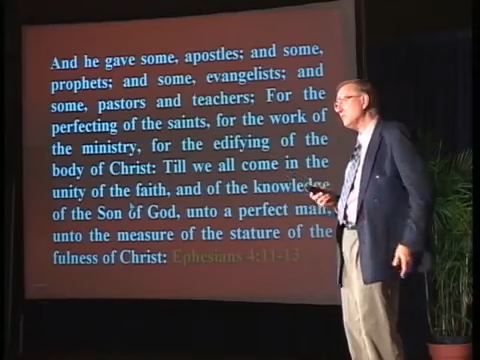 And he gave some, apostles; and some,
prophets; and some, evangelists; and
some, pastors and teachers; For the
perfecting of the saints, for the work of
the ministry, for the edifying of the
body of Christ: Till we all come in the
unity of the faith, and of the knowledge
of the Son of God, unto a perfect man,
unto the measure of the stature of the
fulness of Christ: Ephesians 4:11-13